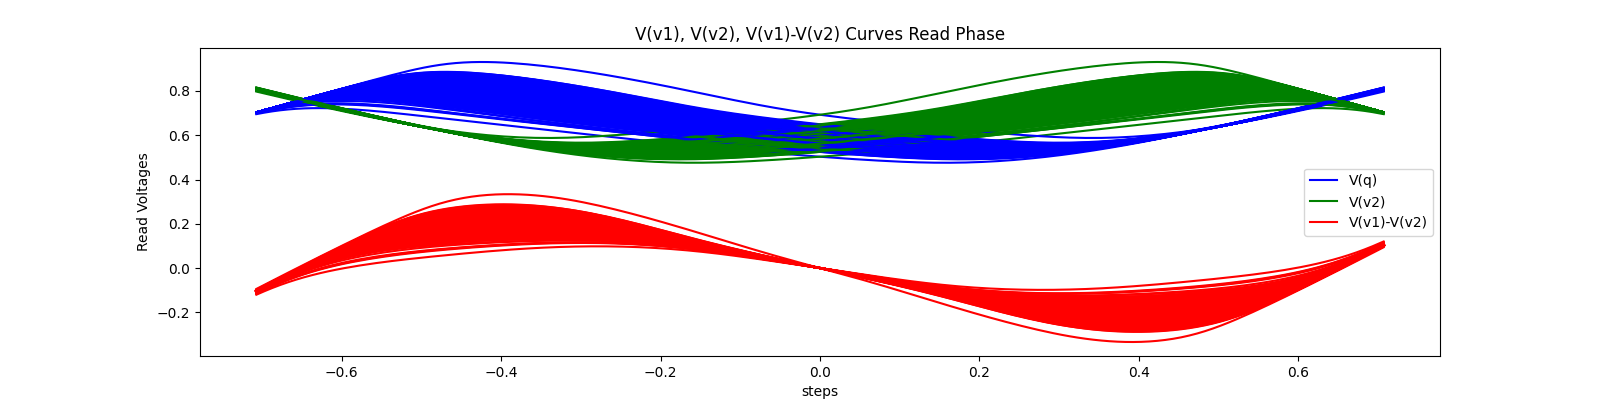 V(v1), V(v2), V(v1)-V(v2) Curves Read Phase
Read Voltages
0.8
0.6
0.4
0.2
0.0
−0.2
V(q)
V(v2)
V(v1)-V(v2)
−0.6
−0.4
−0.2
0.0
0.2
0.4
0.6
steps